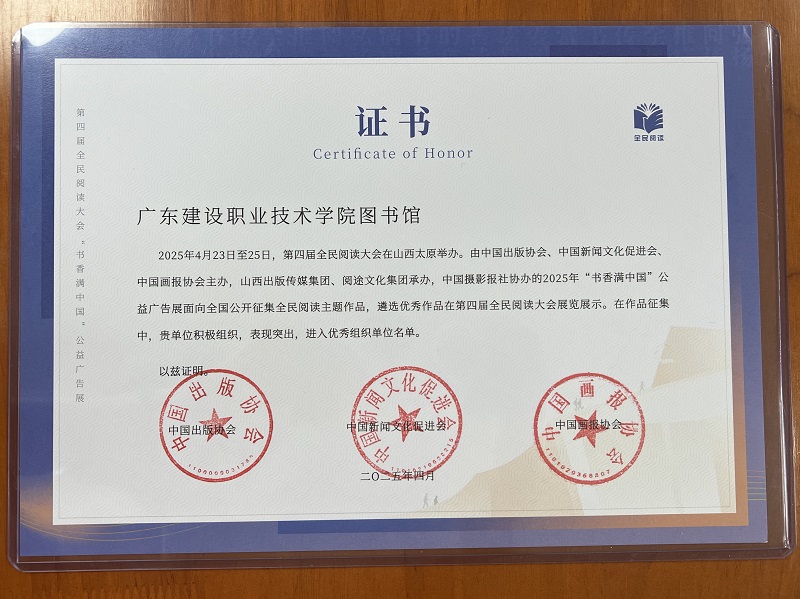 证书
Certificate of Honor
全民阅读
第四届全民阅读大会“书香满中国”公益广告展
广东建设职业技术学院图书馆
2025年4月23日至25日，第四届全民阅读大会在山西太原举办。由中国出版协会、中国新闻文化促进会、
中国画报协会主办，山西出版传媒集团、阅途文化集团承办，中国摄影报社协办的2025年“书香满中国”公
益广告展面向全国公开征集全民阅读主题作品，遴选优秀作品在第四届全民阅读大会展览展示。在作品征集
中，贵单位积极组织，表现突出，进入优秀组织单位名单。
以兹证明。
中国出版协会
中国出版协会
中国新闻文化促进会
中国新闻文化促进会
中国画报协会
中国画报协会
二〇二五年四月